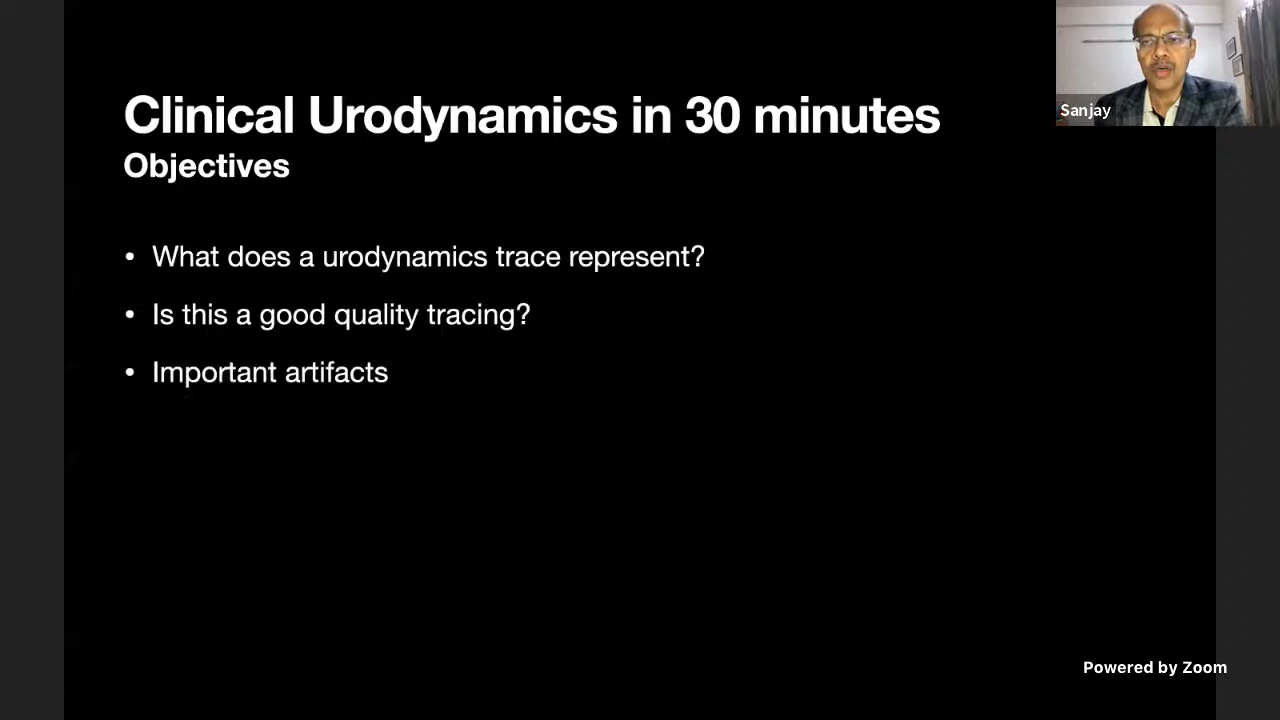 Clinical Urodynamics in 30 minutes
Objectives
• What does a urodynamics trace represent?
• Is this a good quality tracing?
• Important artifacts
Sanjay
Powered by Zoom